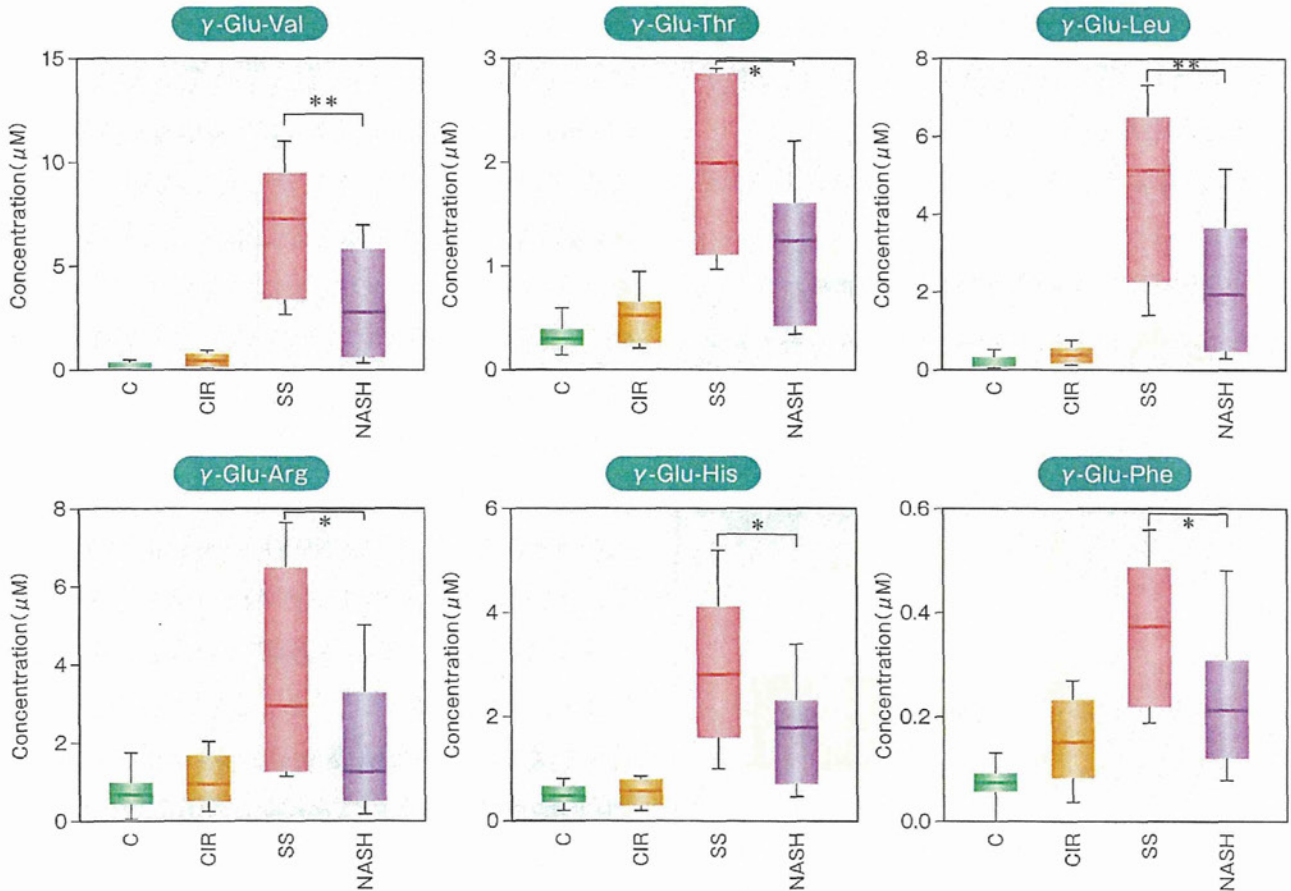 γ-Glu-Val
Concentration(μM)
15
10
5
0
**
C
CIR
SS
NASH
γ-Glu-Thr
Concentration(μM)
3
2
1
0
*
C
CIR
SS
NASH
γ-Glu-Leu
Concentration(μM)
8
6
4
2
0
**
C
CIR
SS
NASH
γ-Glu-Arg
Concentration(μM)
8
6
4
2
0
*
C
CIR
SS
NASH
γ-Glu-His
Concentration(μM)
6
4
2
0
*
C
CIR
SS
NASH
γ-Glu-Phe
Concentration(μM)
0.6
0.4
0.2
0.0
*
C
CIR
SS
NASH